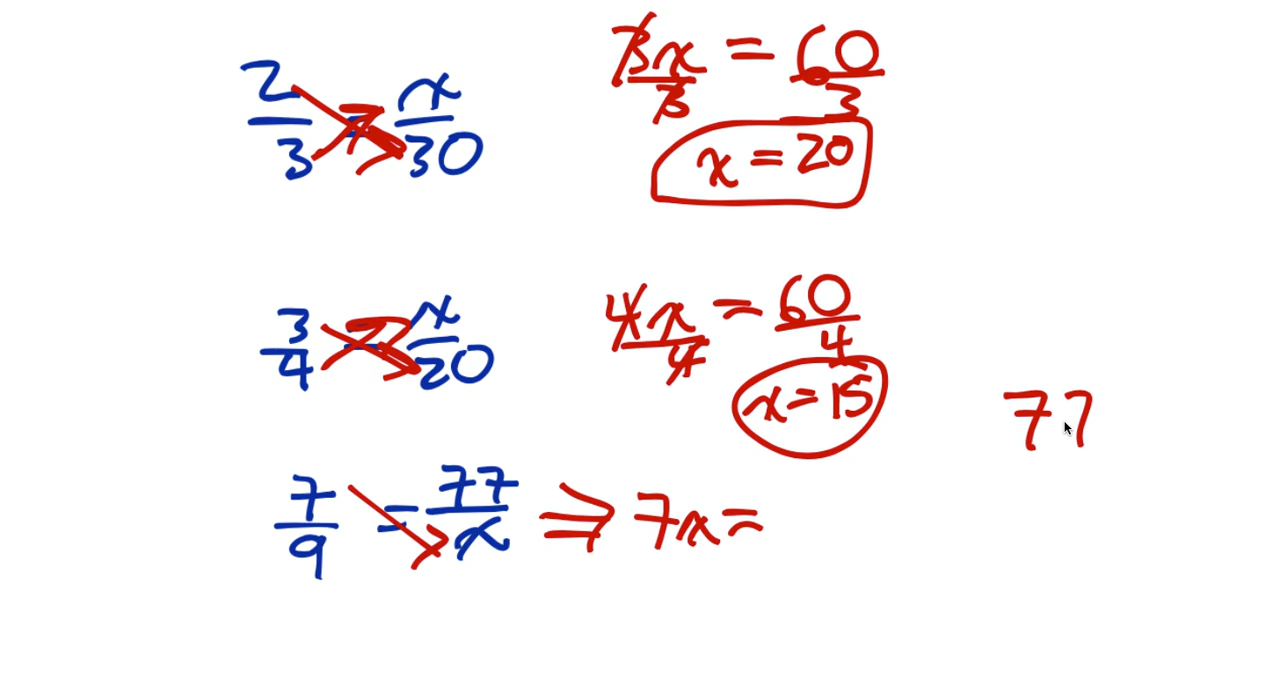 2/3 = x/30
3x/3 = 60/3
x = 20
3/4 = x/20
4x/4 = 60/4
x = 15
77
7/9 = 77/x ⇒ 7x =